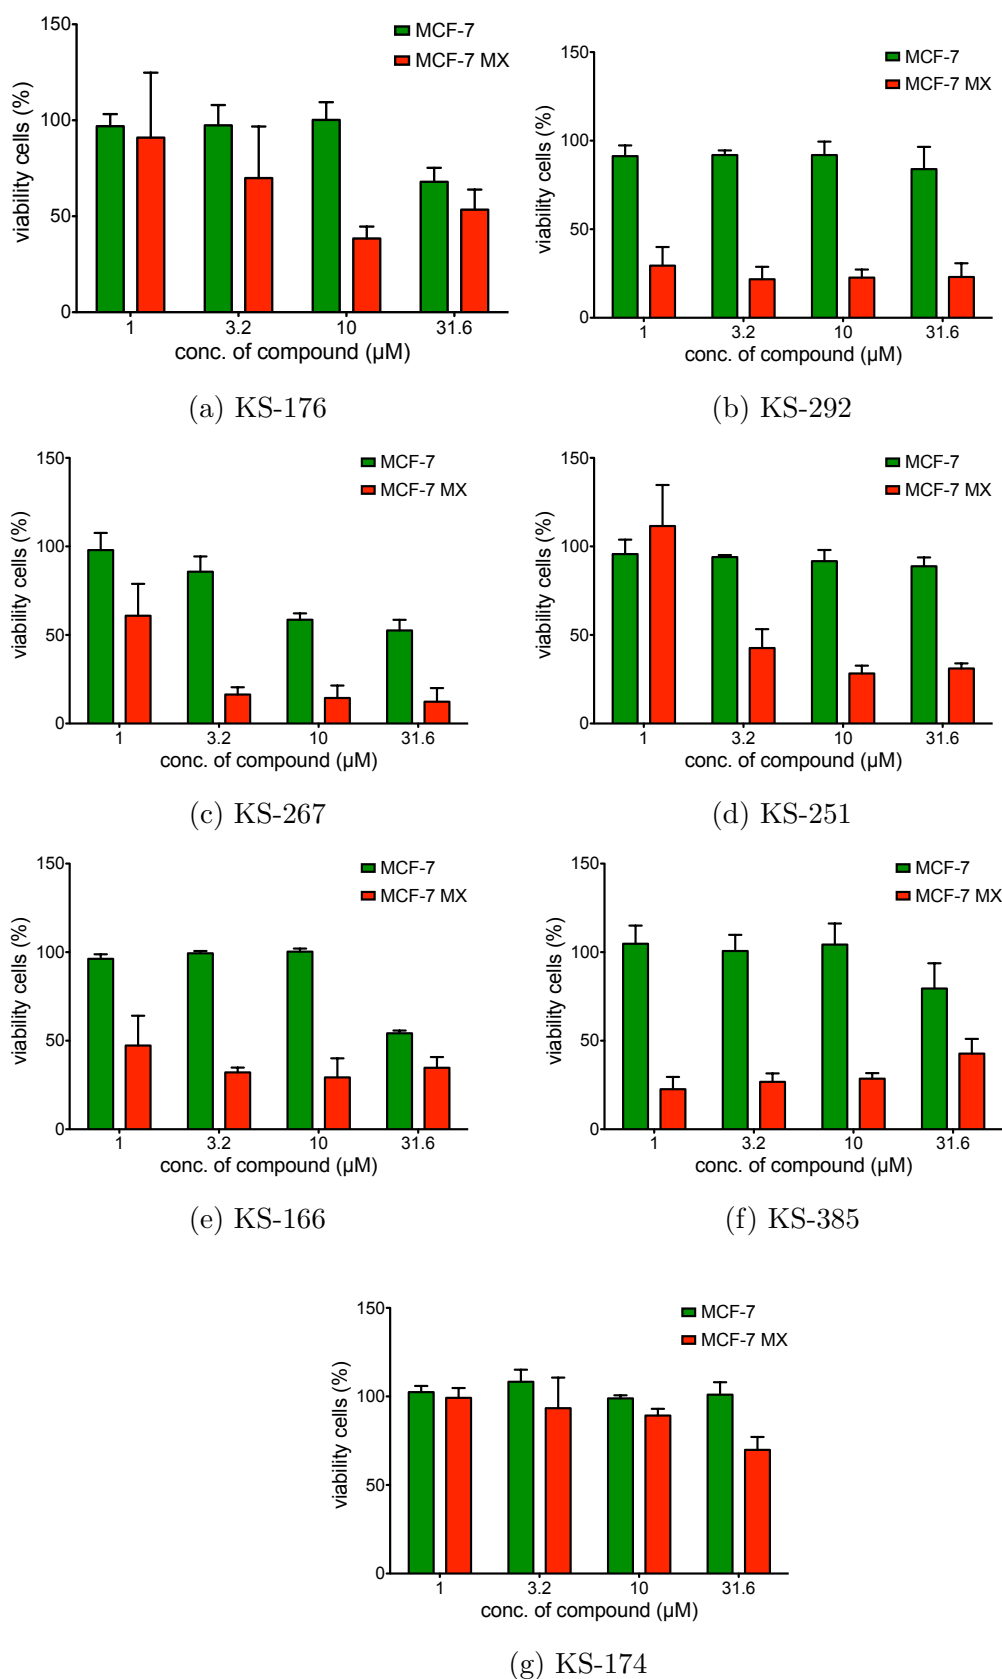 150
100
50
0
viability cells (%)
MCF-7
MCF-7 MX
1 3.2 10 31.6
conc. of compound (µM)
(a) KS-176
150
100
50
0
viability cells (%)
MCF-7
MCF-7 MX
1 3.2 10 31.6
conc. of compound (µM)
(b) KS-292
150
100
50
0
viability cells (%)
MCF-7
MCF-7 MX
1 3.2 10 31.6
conc. of compound (µM)
(c) KS-267
150
100
50
0
viability cells (%)
MCF-7
MCF-7 MX
1 3.2 10 31.6
conc. of compound (µM)
(d) KS-251
150
100
50
0
viability cells (%)
MCF-7
MCF-7 MX
1 3.2 10 31.6
conc. of compound (µM)
(e) KS-166
150
100
50
0
viability cells (%)
MCF-7
MCF-7 MX
1 3.2 10 31.6
conc. of compound (µM)
(f) KS-385
150
100
50
0
viability cells (%)
MCF-7
MCF-7 MX
1 3.2 10 31.6
conc. of compound (µM)
(g) KS-174